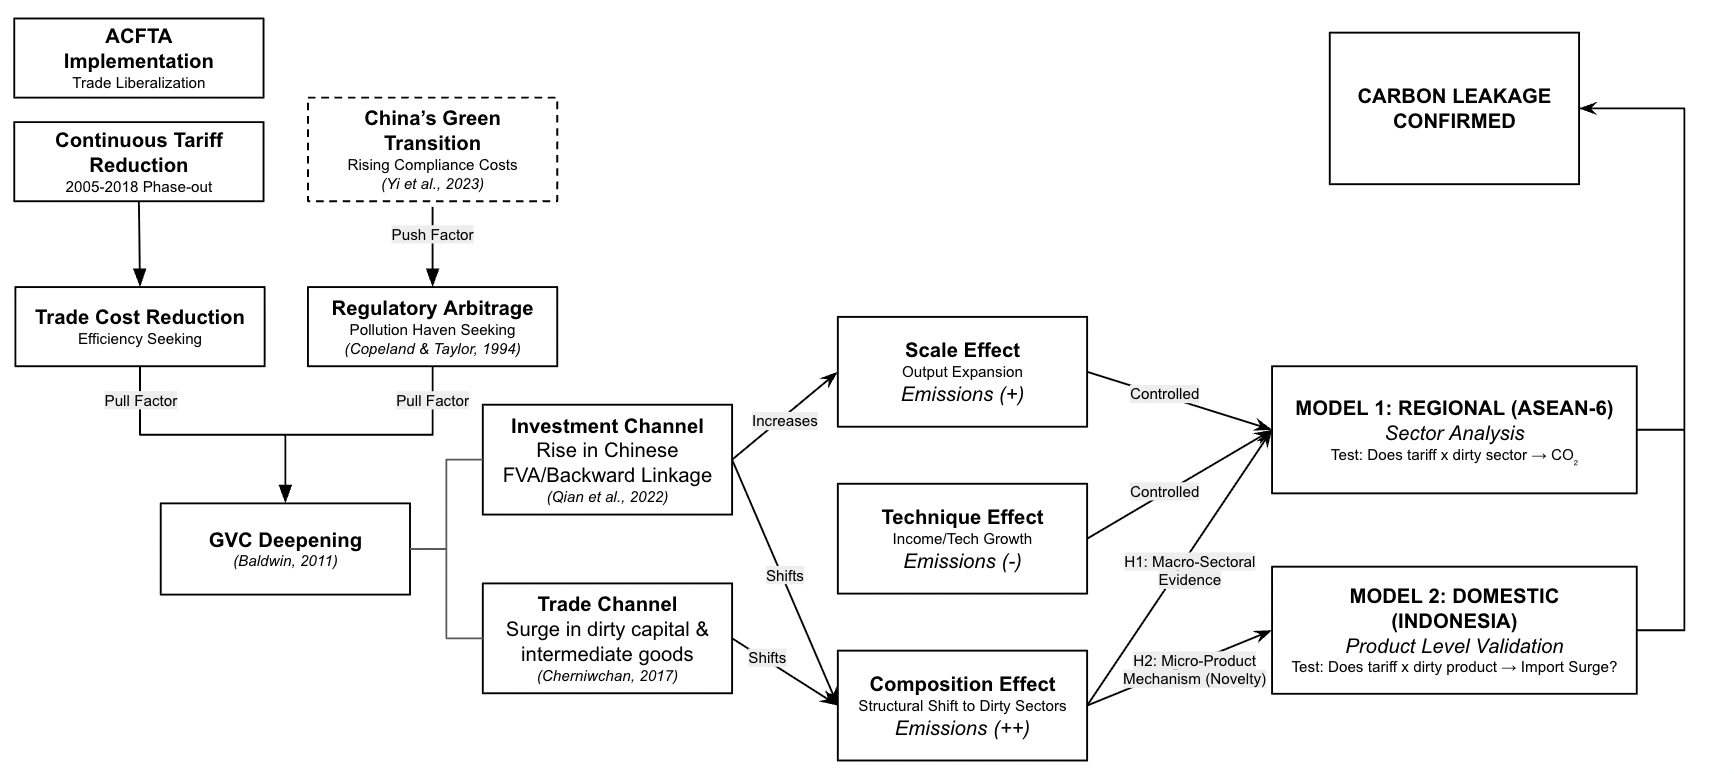 ACFTA
Implementation
Trade Liberalization
Continuous Tariff
Reduction
2005-2018 Phase-out
China’s Green
Transition
Rising Compliance Costs
(Yi et al., 2023)
Push Factor
Trade Cost Reduction
Efficiency Seeking
Regulatory Arbitrage
Pollution Haven Seeking
(Copeland & Taylor, 1994)
Pull Factor
Pull Factor
GVC Deepening
(Baldwin, 2011)
Investment Channel
Rise in Chinese
FVA/Backward Linkage
(Qian et al., 2022)
Trade Channel
Surge in dirty capital &
intermediate goods
(Cherniwchan, 2017)
Increases
Shifts
Shifts
Scale Effect
Output Expansion
Emissions (+)
Technique Effect
Income/Tech Growth
Emissions (-)
Composition Effect
Structural Shift to Dirty Sectors
Emissions (++)
Controlled
Controlled
H1: Macro-Sectoral
Evidence
H2: Micro-Product
Mechanism (Novelty)
MODEL 1: REGIONAL (ASEAN-6)
Sector Analysis
Test: Does tariff x dirty sector → CO₂
MODEL 2: DOMESTIC
(INDONESIA)
Product Level Validation
Test: Does tariff x dirty product → Import Surge?
CARBON LEAKAGE
CONFIRMED